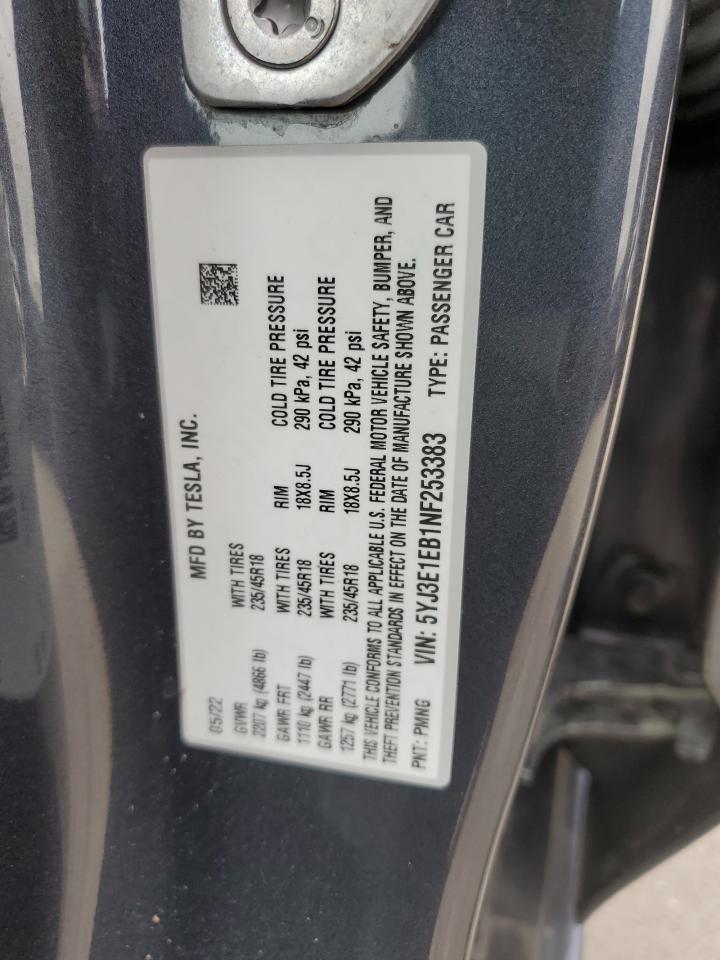 MFD BY TESLA, INC.
05/22
GVWR WITH TIRES
2207 kg (4866 lb) 235/45R18
GAWR FRT WITH TIRES RIM COLD TIRE PRESSURE
1110 kg (2447 lb) 235/45R18 18X8.5J 290 kPa, 42 psi
GAWR RR WITH TIRES RIM COLD TIRE PRESSURE
1257 kg (2771 lb) 235/45R18 18X8.5J 290 kPa, 42 psi
THIS VEHICLE CONFORMS TO ALL APPLICABLE U.S. FEDERAL MOTOR VEHICLE SAFETY, BUMPER, AND
THEFT PREVENTION STANDARDS IN EFFECT ON THE DATE OF MANUFACTURE SHOWN ABOVE.
PNT: PMNG VIN: 5YJ3E1EB1NF253383 TYPE: PASSENGER CAR